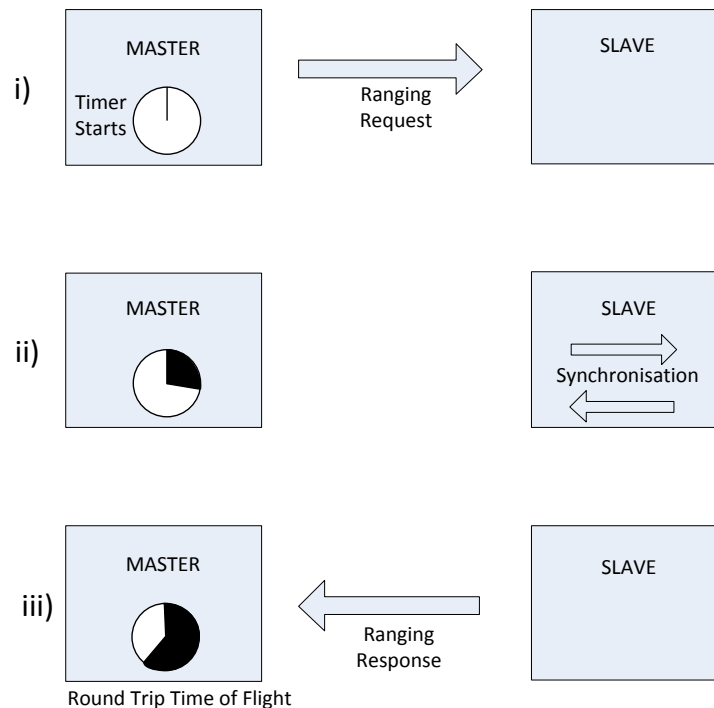 i)
MASTER
Timer
Starts
Ranging
Request
SLAVE
ii)
MASTER
SLAVE
Synchronisation
iii)
MASTER
Round Trip Time of Flight
Ranging
Response
SLAVE